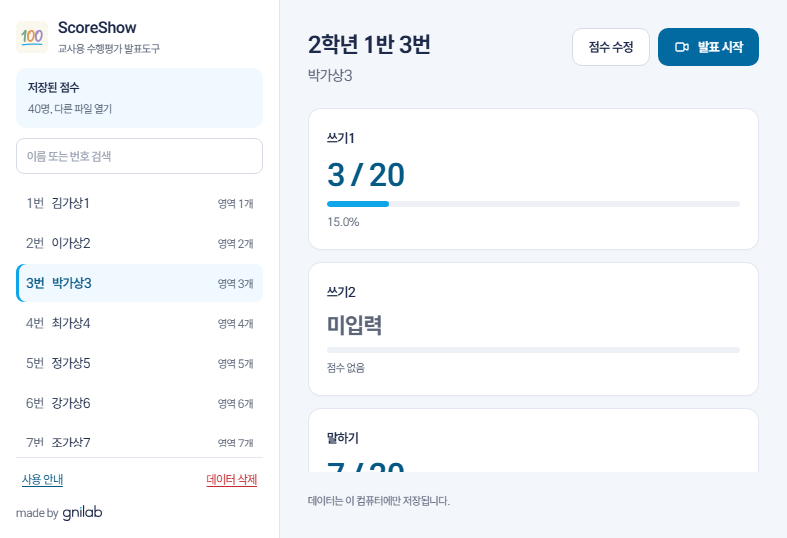 100
ScoreShow
교사용 수행평가 발표도구
저장된 점수
40명, 다른 파일 열기
이름 또는 번호 검색
1번 김가상1 영역 1개
2번 이가상2 영역 2개
3번 박가상3 영역 3개
4번 최가상4 영역 4개
5번 정가상5 영역 5개
6번 강가상6 영역 6개
7번 조가상7 영역 7개
사용 안내 데이터 삭제
made by gnilab
2학년 1반 3번
박가상3
점수 수정 발표 시작
쓰기1
3 / 20
15.0%
쓰기2
미입력
점수 없음
말하기
7 / 20
데이터는 이 컴퓨터에만 저장됩니다.